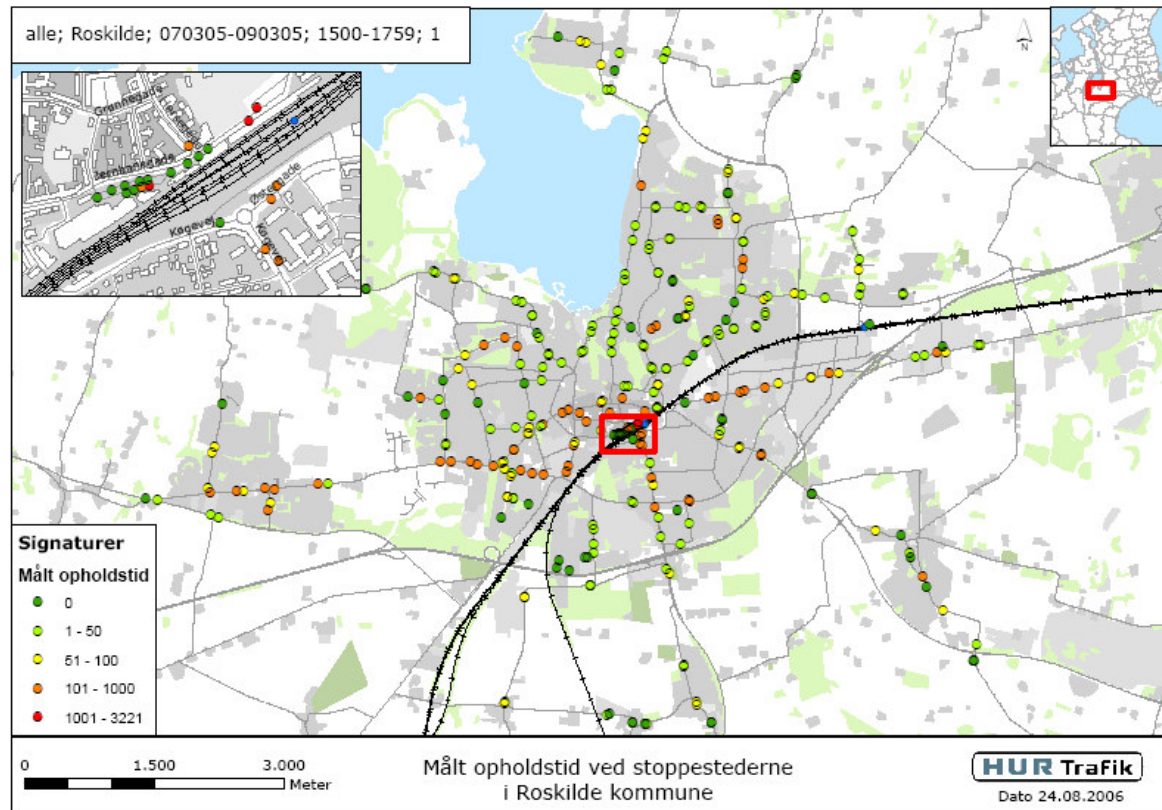 alle; Roskilde; 070305-090305; 1500-1759; 1
N
Grønnegade
Jernbanegade
Køgevej
Østergade
Signaturer
Målt opholdstid
0
1 - 50
51 - 100
101 - 1000
1001 - 3221
0 1.500 3.000
Meter
Målt opholdstid ved stoppestederne
i Roskilde kommune
HUR Trafik
Dato 24.08.2006